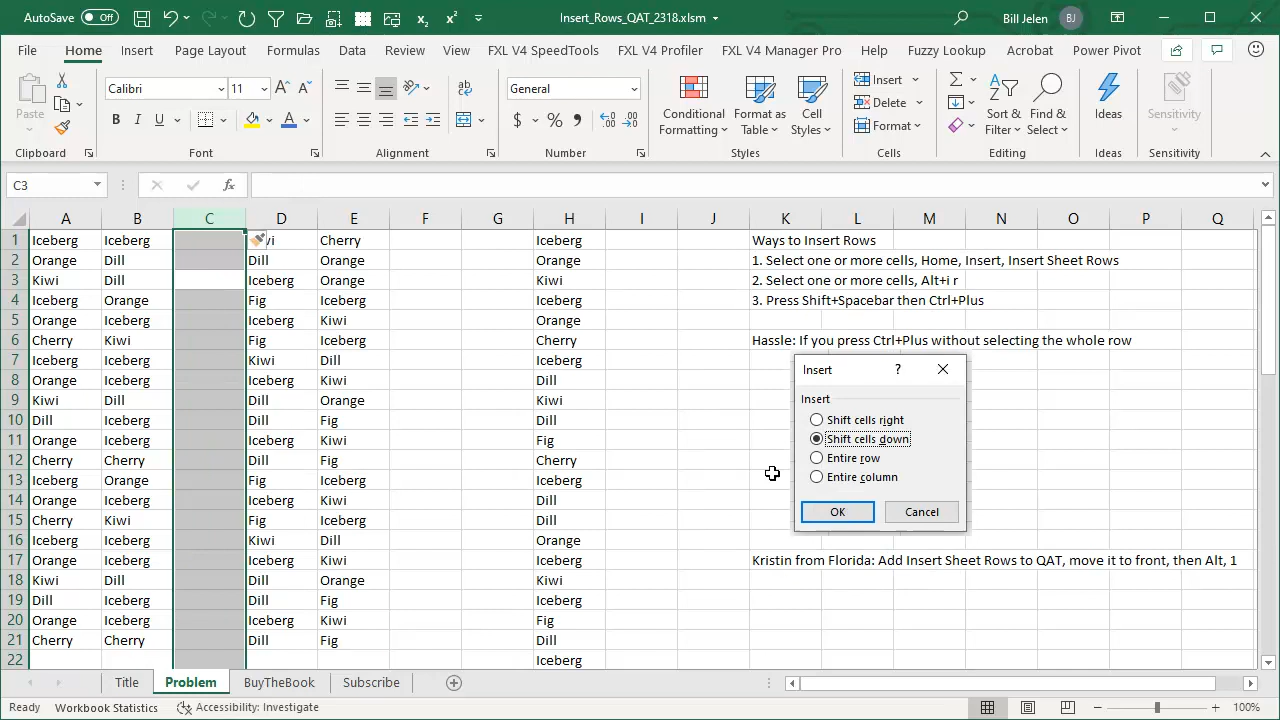 AutoSave Off Insert_Rows_QAT_2318.xlsm Bill Jelen BJ
File Home Insert Page Layout Formulas Data Review View FXL V4 SpeedTools FXL V4 Profiler FXL V4 Manager Pro Help Fuzzy Lookup Acrobat Power Pivot
Paste
Calibri 11
B I U
General
$ % 9
Conditional Formatting
Format as Table
Cell Styles
Insert
Delete
Format
Sort & Filter
Find & Select
Ideas
Sensitivity
Clipboard Font Alignment Number Styles Cells Editing Ideas Sensitivity
C3 fx
A B C D E F G H I J K L M N O P Q
1 Iceberg Iceberg vi Cherry Iceberg Ways to Insert Rows
2 Orange Dill Dill Orange Orange 1. Select one or more cells, Home, Insert, Insert Sheet Rows
3 Kiwi Dill Iceberg Orange Kiwi 2. Select one or more cells, Alt+i r
4 Iceberg Orange Fig Iceberg Iceberg 3. Press Shift+Spacebar then Ctrl+Plus
5 Orange Iceberg Iceberg Kiwi Orange
6 Cherry Kiwi Fig Iceberg Cherry Hassle: If you press Ctrl+Plus without selecting the whole row
7 Iceberg Iceberg Kiwi Dill Iceberg
8 Orange Iceberg Iceberg Kiwi Dill
9 Kiwi Dill Dill Orange Dill
10 Dill Iceberg Dill Fig Dill
11 Orange Iceberg Iceberg Kiwi Fig
12 Cherry Cherry Dill Fig Cherry
13 Iceberg Orange Fig Iceberg Iceberg
14 Orange Iceberg Iceberg Kiwi Dill
15 Cherry Kiwi Fig Iceberg Dill
16 Iceberg Iceberg Kiwi Dill Orange
17 Orange Iceberg Iceberg Kiwi Iceberg Kristin from Florida: Add Insert Sheet Rows to QAT, move it to front, then Alt, 1
18 Kiwi Dill Dill Orange Kiwi
19 Dill Iceberg Dill Fig Iceberg
20 Orange Iceberg Iceberg Kiwi Fig
21 Cherry Cherry Dill Fig Dill
22 Iceberg
Insert ?
Insert
Shift cells right
Shift cells down
Entire row
Entire column
OK Cancel
Title Problem BuyTheBook Subscribe
Ready Workbook Statistics Accessibility: Investigate 100%